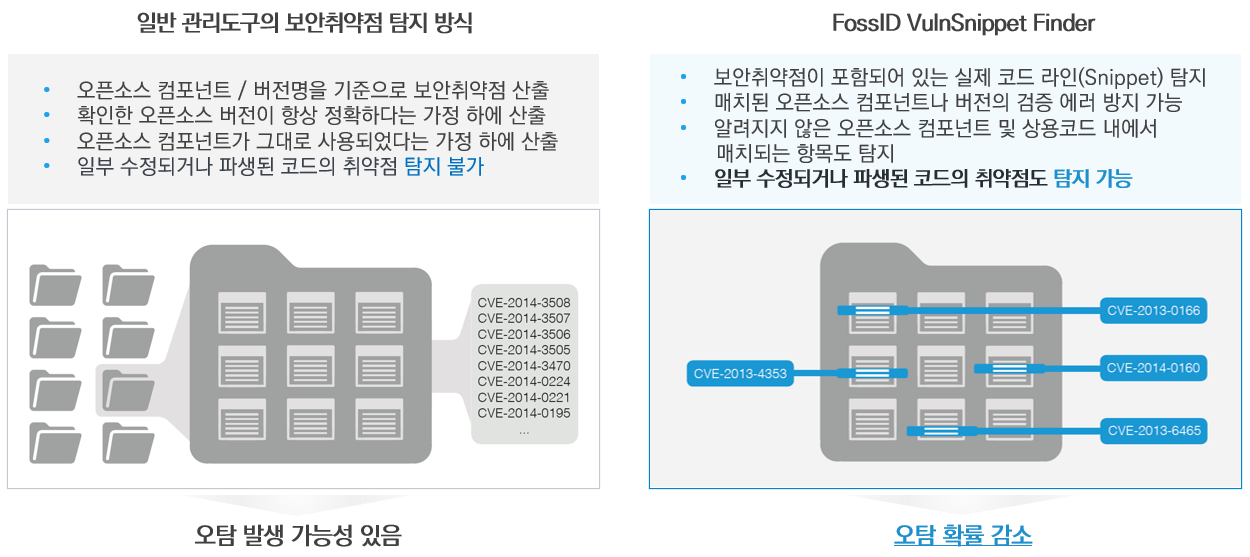 일반 관리도구의 보안취약점 탐지 방식
• 오픈소스 컴포넌트 / 버전명을 기준으로 보안취약점 산출
• 확인한 오픈소스 버전이 항상 정확하다는 가정 하에 산출
• 오픈소스 컴포넌트가 그대로 사용되었다는 가정 하에 산출
• 일부 수정되거나 파생된 코드의 취약점 탐지 불가
CVE-2014-3508
CVE-2014-3507
CVE-2014-3506
CVE-2014-3505
CVE-2014-3470
CVE-2014-0224
CVE-2014-0221
CVE-2014-0195
...
오탐 발생 가능성 있음
FossID VulnSnippet Finder
• 보안취약점이 포함되어 있는 실제 코드 라인(Snippet) 탐지
• 매치된 오픈소스 컴포넌트나 버전의 검증 에러 방지 가능
• 알려지지 않은 오픈소스 컴포넌트 및 상용코드 내에서
매치되는 항목도 탐지
• 일부 수정되거나 파생된 코드의 취약점도 탐지 가능
CVE-2013-0166
CVE-2013-4353
CVE-2014-0160
CVE-2013-6465
오탐 확률 감소